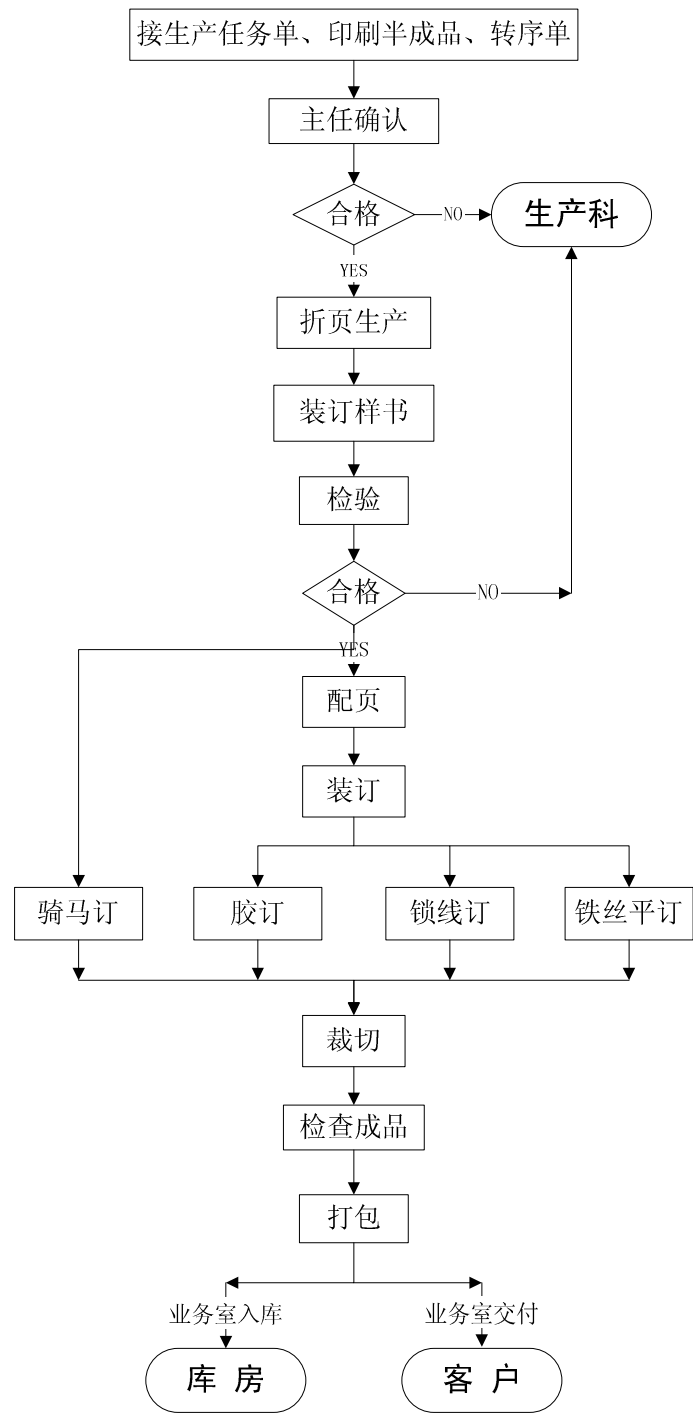 接生产任务单、印刷半成品、转序单
主任确认
合格
NO
生产科
YES
折页生产
装订样书
检验
合格
NO
YES
配页
装订
骑马订
胶订
锁线订
铁丝平订
裁切
检查成品
打包
业务室入库
业务室交付
库 房
客 户